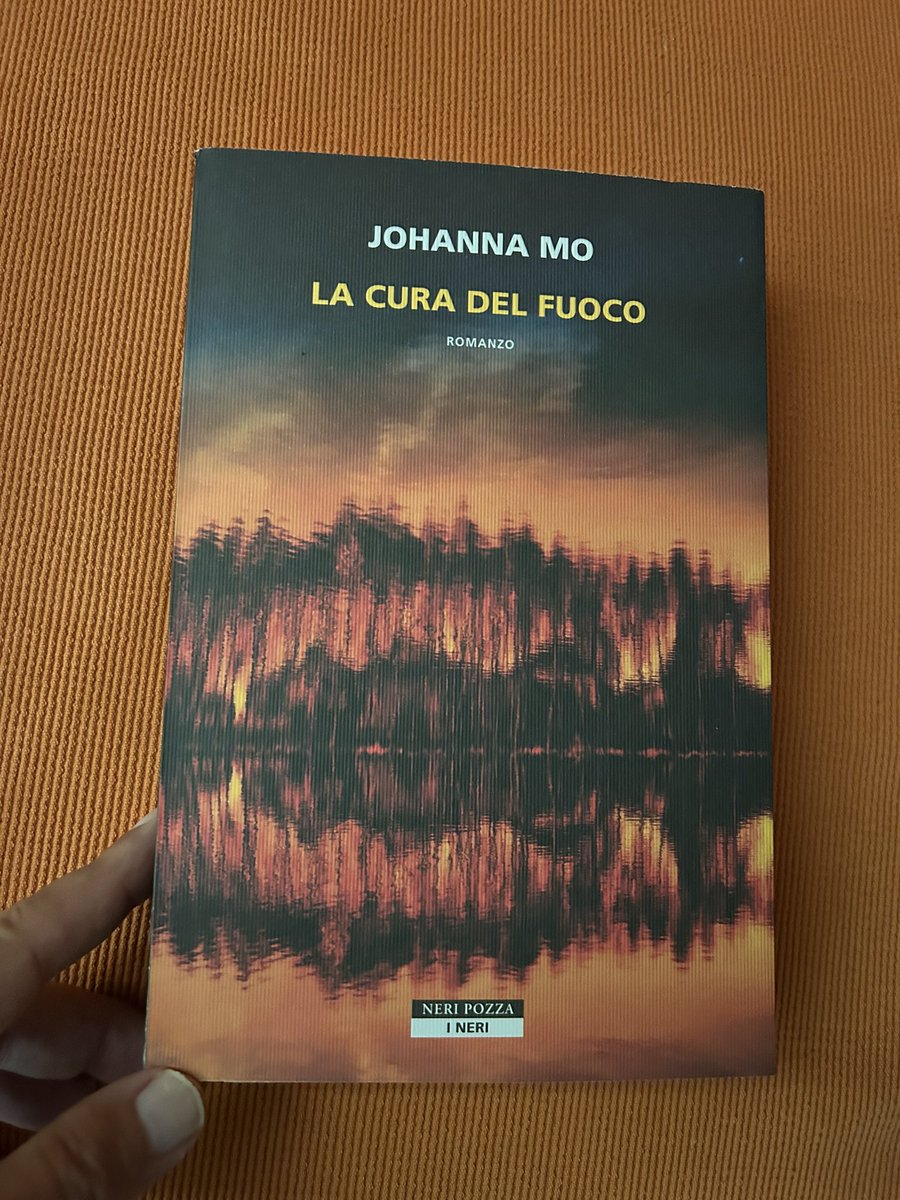 JOHANNA MO
LA CURA DEL FUOCO
ROMANZO
NERI POZZA
I NERI